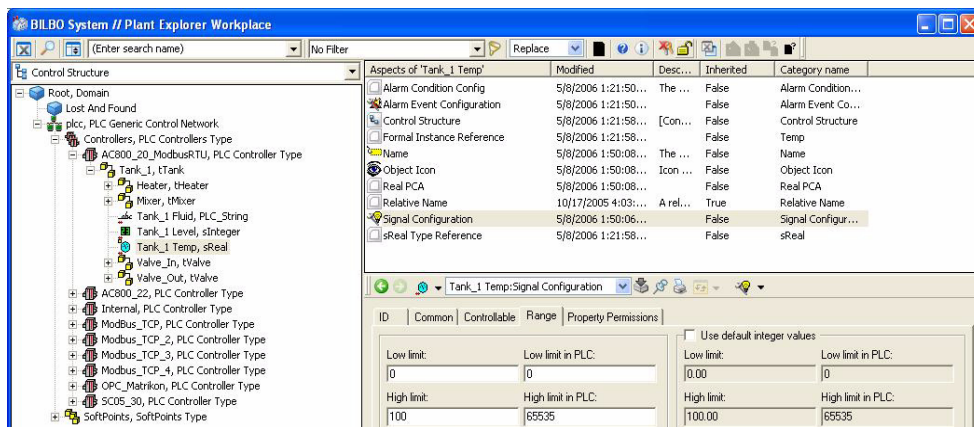 BILBO System // Plant Explorer Workplace
(Enter search name) No Filter Replace
Control Structure
Root, Domain
Lost And Found
plcc, PLC Generic Control Network
Controllers, PLC Controllers Type
AC800_20_ModbusRTU, PLC Controller Type
Tank_1, tTank
Heater, tHeater
Mixer, tMixer
Tank_1 Fluid, PLC_String
Tank_1 Level, sInteger
Tank_1 Temp, sReal
Valve_In, tValve
Valve_Out, tValve
AC800_22, PLC Controller Type
Internal, PLC Controller Type
ModBus_TCP, PLC Controller Type
Modbus_TCP_2, PLC Controller Type
Modbus_TCP_3, PLC Controller Type
Modbus_TCP_4, PLC Controller Type
OPC_Matrikon, PLC Controller Type
SC05_30, PLC Controller Type
SoftPoints, SoftPoints Type
Aspects of 'Tank_1 Temp' Modified Desc... Inherited Category name
Alarm Condition Config 5/8/2006 1:21:50... The ... False Alarm Condition...
Alarm Event Configuration 5/8/2006 1:21:50... False Alarm Event Co...
Control Structure 5/8/2006 1:21:58... [Con... False Control Structure
Formal Instance Reference 5/8/2006 1:21:58... False Temp
Name 5/8/2006 1:50:08... The ... False Name
Object Icon 5/8/2006 1:50:08... Icon ... False Object Icon
Real PCA 5/8/2006 1:50:08... False Real PCA
Relative Name 10/17/2005 4:03:... A rel... True Relative Name
Signal Configuration 5/8/2006 1:50:06... False Signal Configur...
sReal Type Reference 5/8/2006 1:21:58... False sReal
Tank_1 Temp:Signal Configuration
ID Common Controllable Range Property Permissions
Use default integer values
Low limit: Low limit in PLC: Low limit: Low limit in PLC:
0 0 0.00 0
High limit: High limit in PLC: High limit: High limit in PLC:
100 65535 100.00 65535